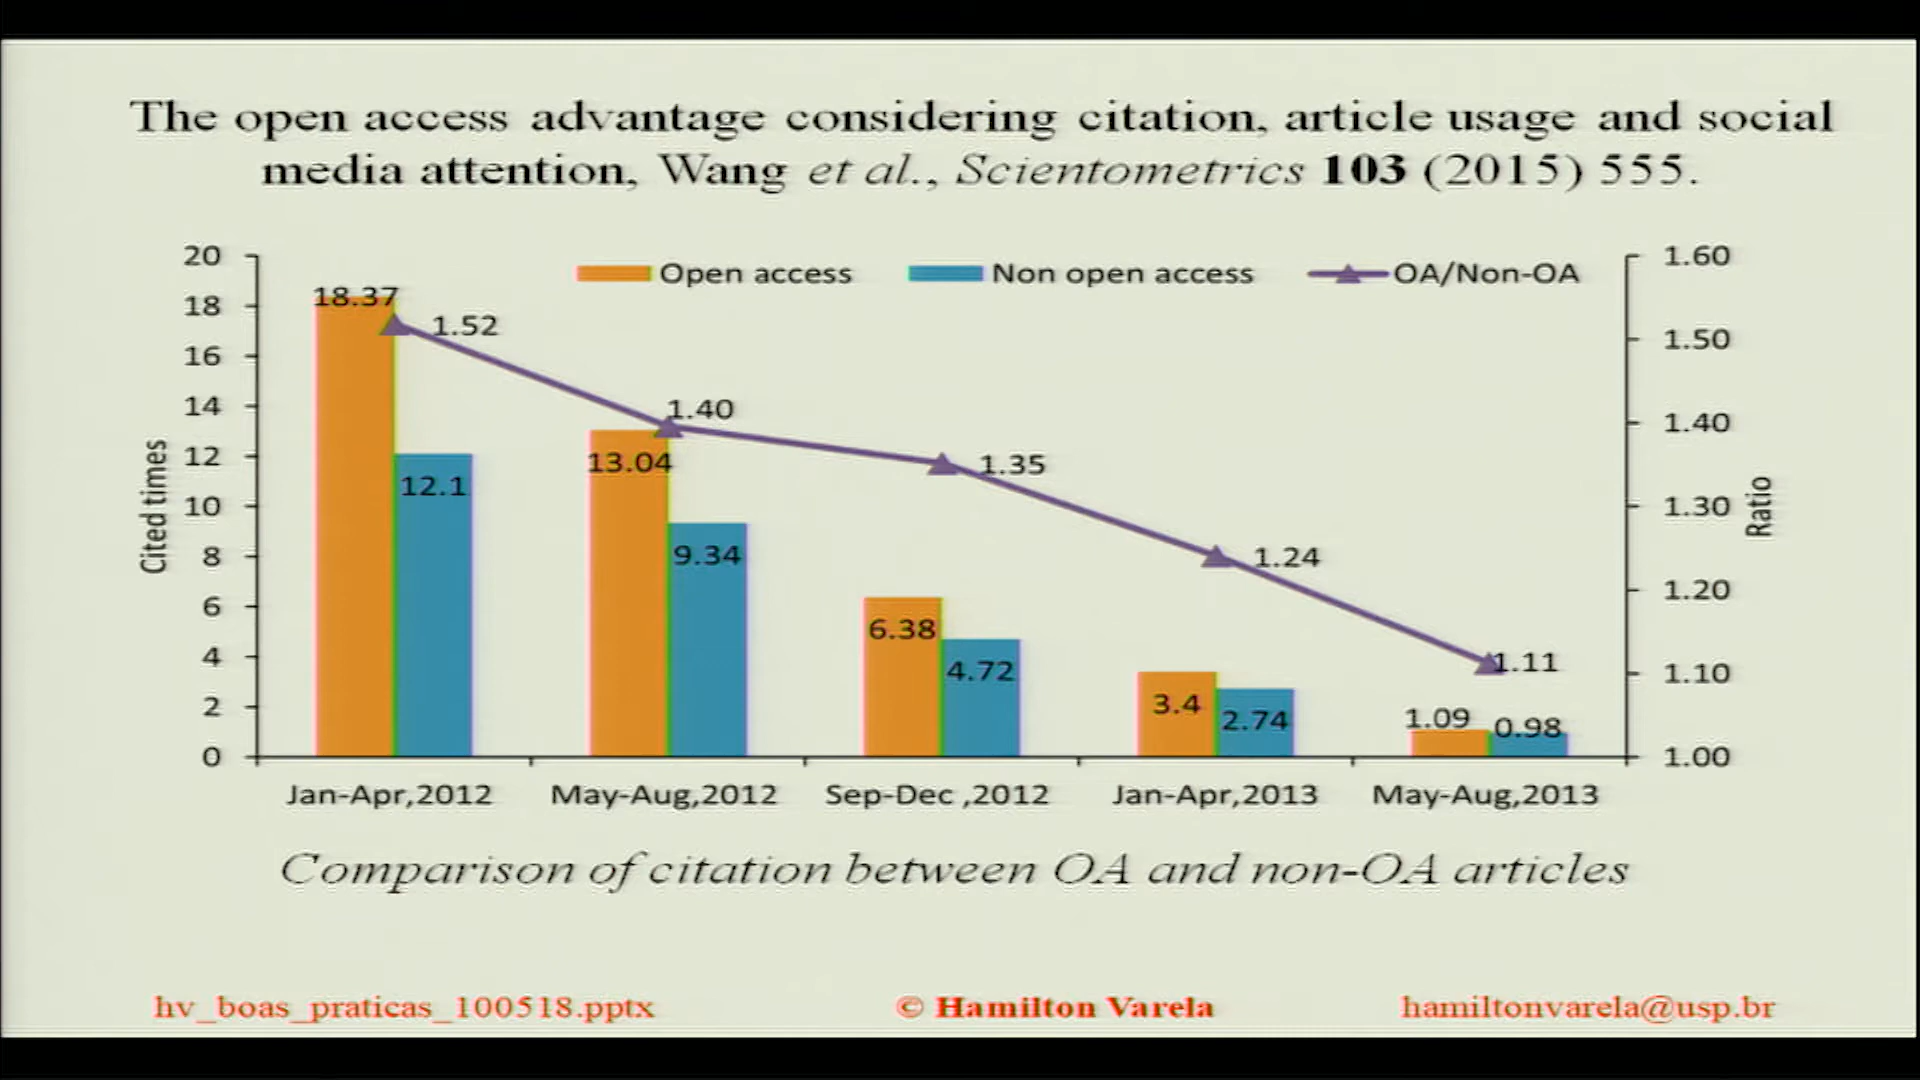 The open access advantage considering citation, article usage and social
media attention, Wang et al., Scientometrics 103 (2015) 555.
Open access
Non open access
OA/Non-OA
20
18
16
14
12
10
8
6
4
2
0
Cited times
18.37
12.1
1.52
13.04
9.34
1.40
6.38
4.72
1.35
3.4
2.74
1.24
1.09
0.98
1.11
1.60
1.50
1.40
1.30
1.20
1.10
1.00
Ratio
Jan-Apr,2012
May-Aug,2012
Sep-Dec ,2012
Jan-Apr,2013
May-Aug,2013
Comparison of citation between OA and non-OA articles
hv_boas_praticas_100518.pptx
© Hamilton Varela
hamiltonvarela@usp.br